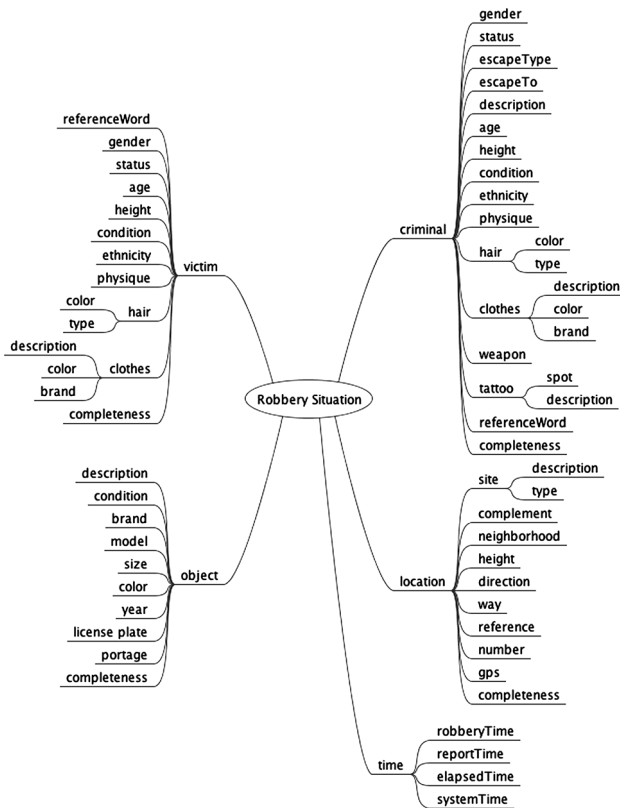 Robbery Situation
victim
referenceWord
gender
status
age
height
condition
ethnicity
physique
hair
color
type
clothes
description
color
brand
completeness
object
description
condition
brand
model
size
color
year
license plate
portage
completeness
criminal
gender
status
escapeType
escapeTo
description
age
height
condition
ethnicity
physique
hair
color
type
clothes
description
color
brand
weapon
tattoo
spot
description
referenceWord
completeness
location
site
description
type
complement
neighborhood
height
direction
way
reference
number
gps
completeness
time
robberyTime
reportTime
elapsedTime
systemTime